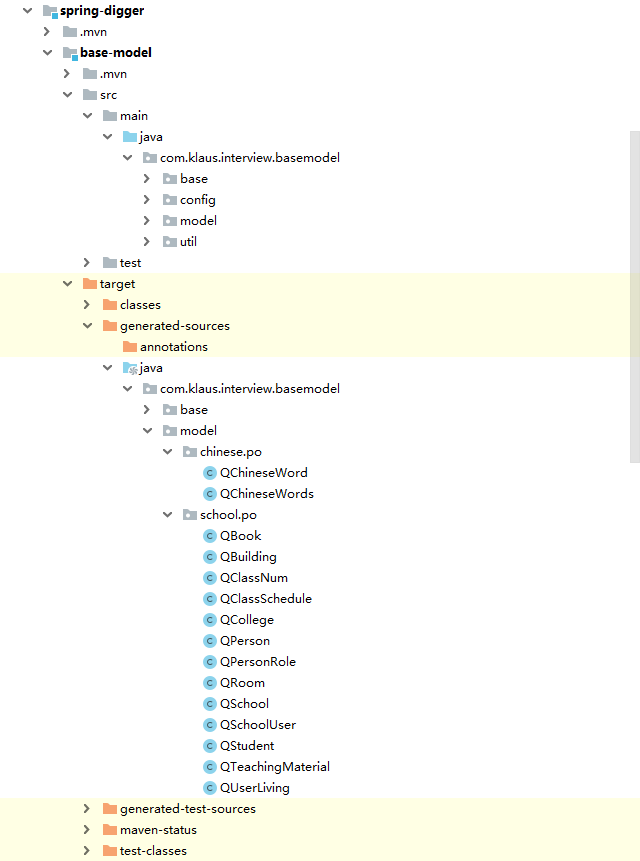 spring-digger
.mvn
base-model
.mvn
src
main
java
com.klaus.interview.basemodel
base
config
model
util
test
target
classes
generated-sources
annotations
java
com.klaus.interview.basemodel
base
model
chinese.po
QChineseWord
QChineseWords
school.po
QBook
QBuilding
QClassNum
QClassSchedule
QCollege
QPerson
QPersonRole
QRoom
QSchool
QSchoolUser
QStudent
QTeachingMaterial
QUserLiving
generated-test-sources
maven-status
test-classes